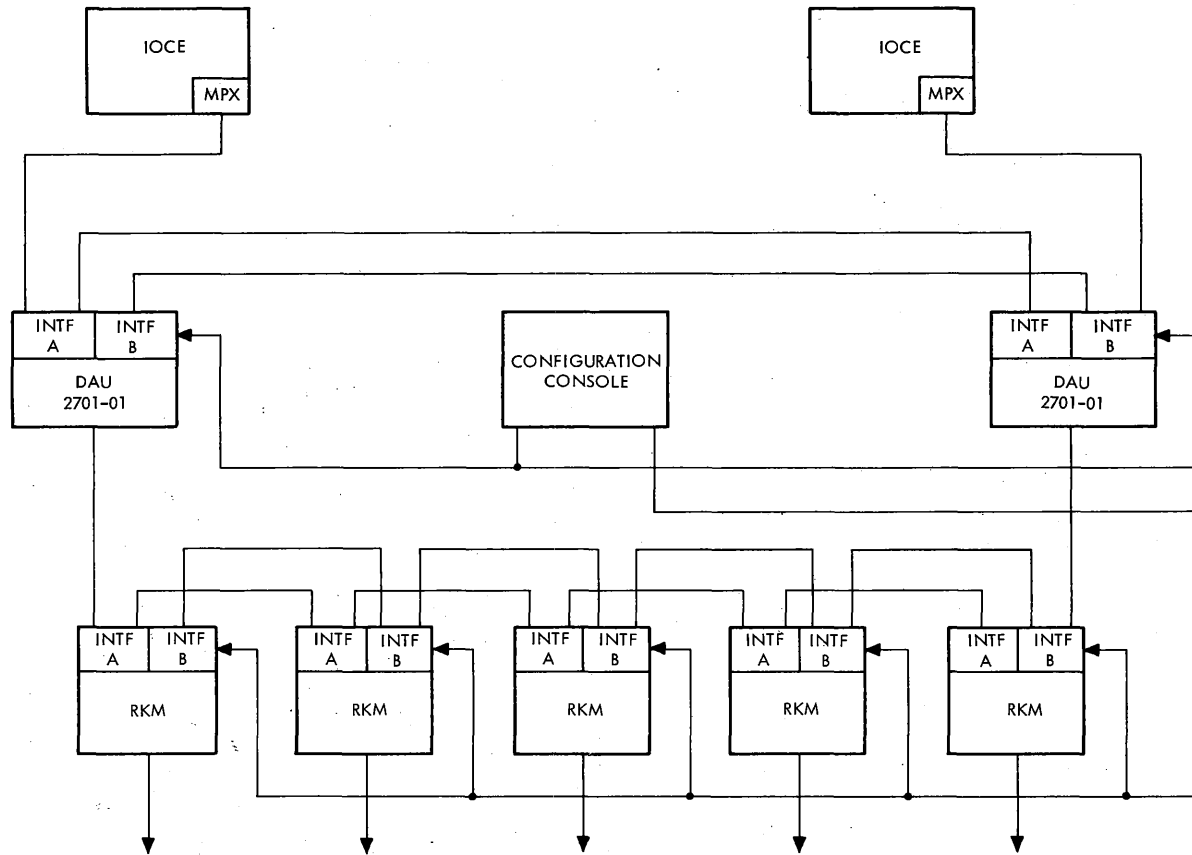 IOCE
MPX
IOCE
MPX
INTF
A
INTF
B
DAU
2701-01
CONFIGURATION
CONSOLE
INTF
A
INTF
B
DAU
2701-01
INTF
A
INTF
B
RKM
INTF
A
INTF
B
RKM
INTF
A
INTF
B
RKM
INTF
A
INTF
B
RKM
INTF
A
INTF
B
RKM